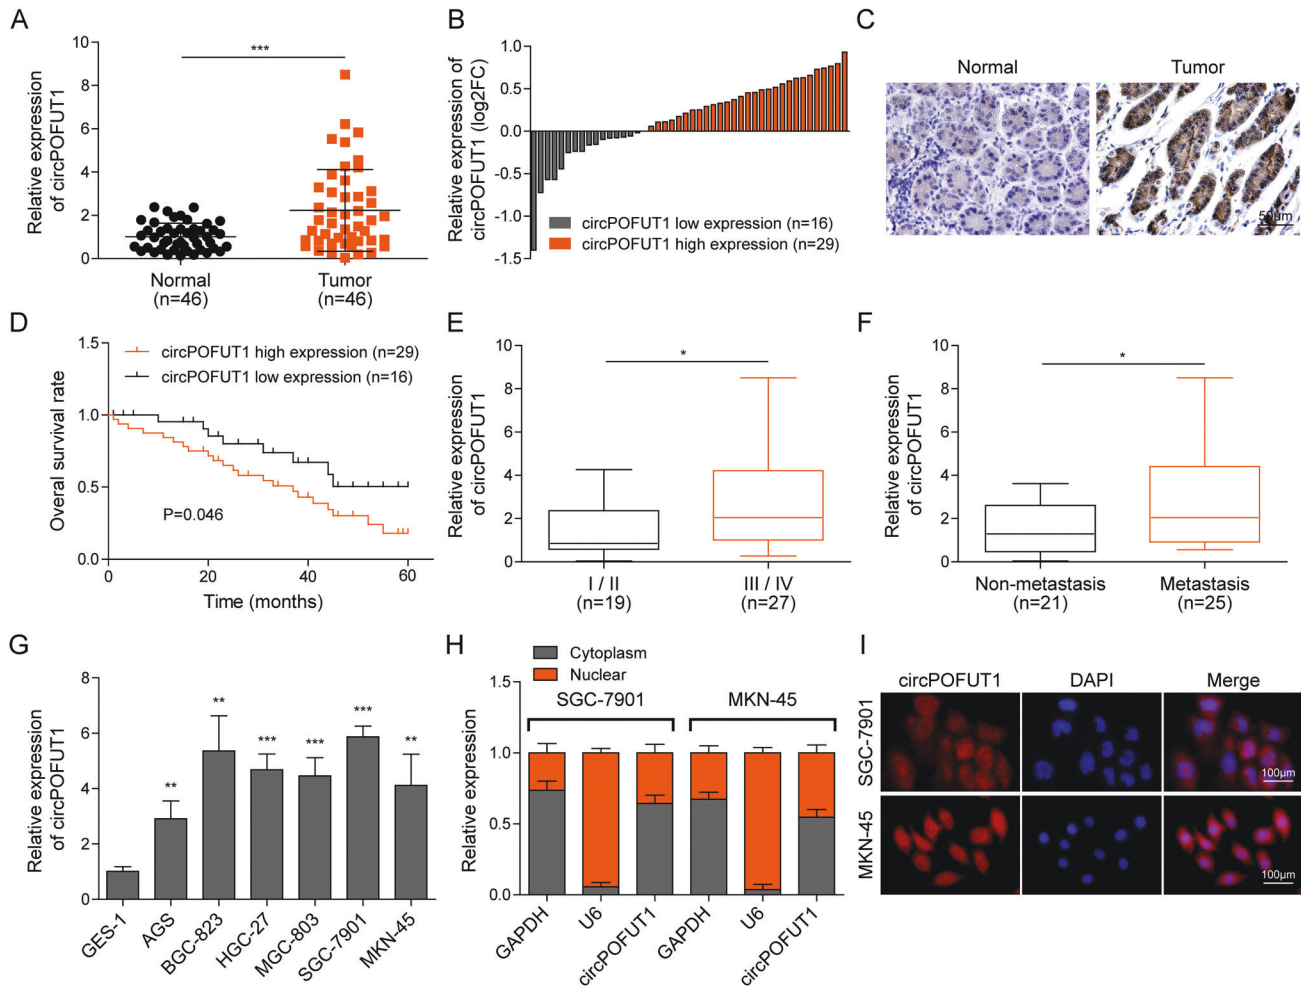 A
Relative expression
of circPOFUT1
10
8
6
4
2
0
***
Normal
(n=46)
Tumor
(n=46)
B
Relative expression of
circPOFUT1 (log2FC)
1.0
0.5
0.0
-0.5
-1.0
-1.5
circPOFUT1 low expression (n=16)
circPOFUT1 high expression (n=29)
C
Normal
Tumor
50μm
D
Overal survival rate
1.5
1.0
0.5
0.0
circPOFUT1 high expression (n=29)
circPOFUT1 low expression (n=16)
P=0.046
0
20
40
60
Time (months)
E
Relative expression
of circPOFUT1
10
8
6
4
2
0
*
I / II
(n=19)
III / IV
(n=27)
F
Relative expression
of circPOFUT1
10
8
6
4
2
0
*
Non-metastasis
(n=21)
Metastasis
(n=25)
G
Relative expression
of circPOFUT1
8
6
4
2
0
**
**
***
***
***
**
GES-1
AGS
BGC-823
HGC-27
MGC-803
SGC-7901
MKN-45
H
Cytoplasm
Nuclear
Relative expression
1.5
1.0
0.5
0.0
SGC-7901
MKN-45
GAPDH
U6
circPOFUT1
GAPDH
U6
circPOFUT1
I
circPOFUT1
DAPI
Merge
SGC-7901
100μm
MKN-45
100μm